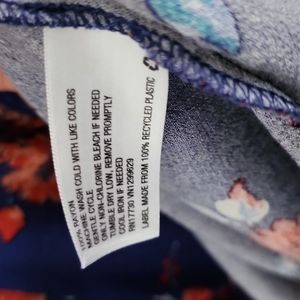 100% RAYON
MACHINE WASH COLD WITH LIKE COLORS
GENTLE CYCLE
ONLY NON-CHLORINE BLEACH IF NEEDED
TUMBLE DRY LOW, REMOVE PROMPTLY
COOL IRON IF NEEDED
RN17730 VN1299629
LABEL MADE FROM 100% RECYCLED PLASTIC